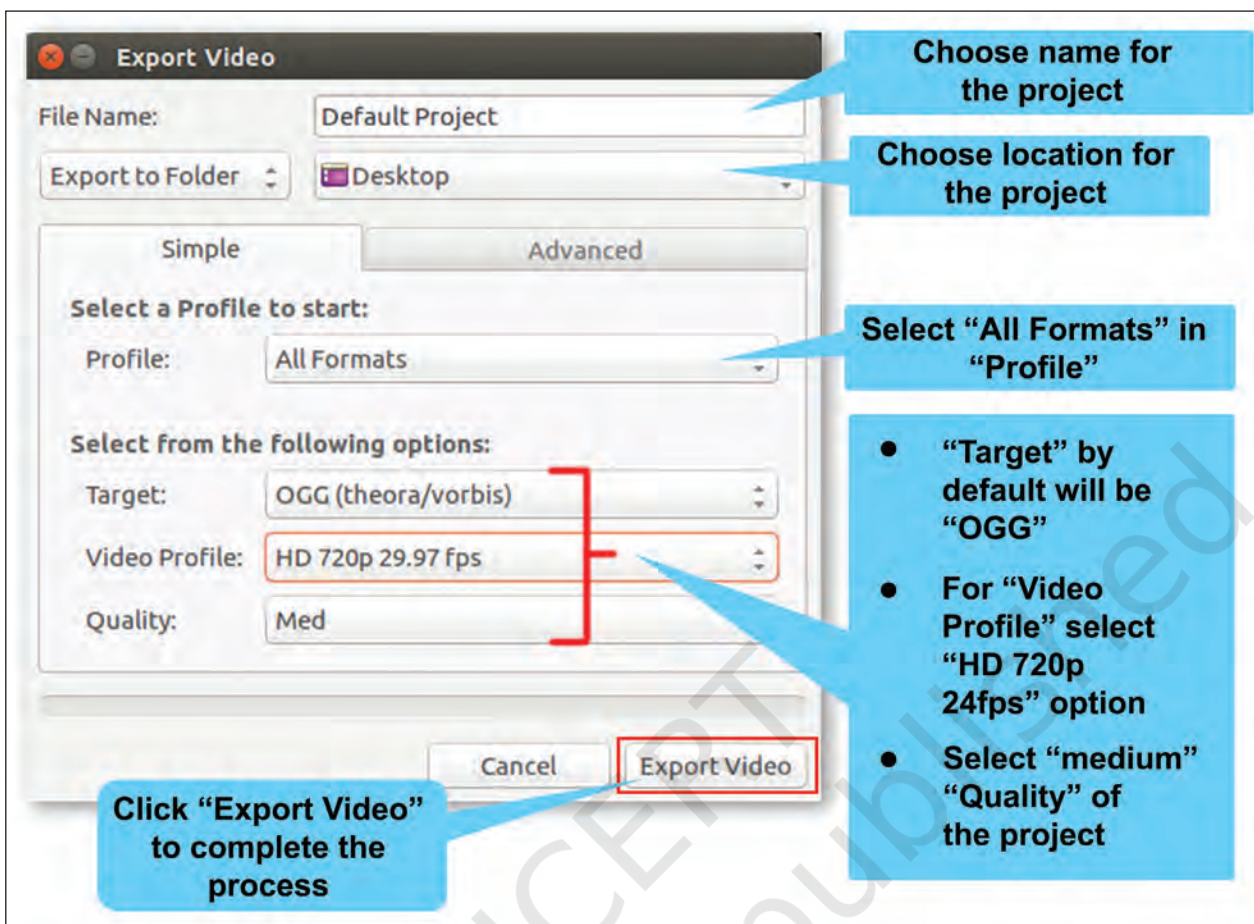 Export Video
File Name:
Default Project
Export to Folder
Desktop
Simple
Advanced
Select a Profile to start:
Profile:
All Formats
Select from the following options:
Target:
OGG (theora/vorbis)
Video Profile:
HD 720p 29.97 fps
Quality:
Med
Cancel
Export Video
Choose name for
the project
Choose location for
the project
Select “All Formats” in
“Profile”
● “Target” by
default will be
“OGG”
● For “Video
Profile” select
“HD 720p
24fps” option
● Select “medium”
“Quality” of
the project
Click “Export Video”
to complete the
process